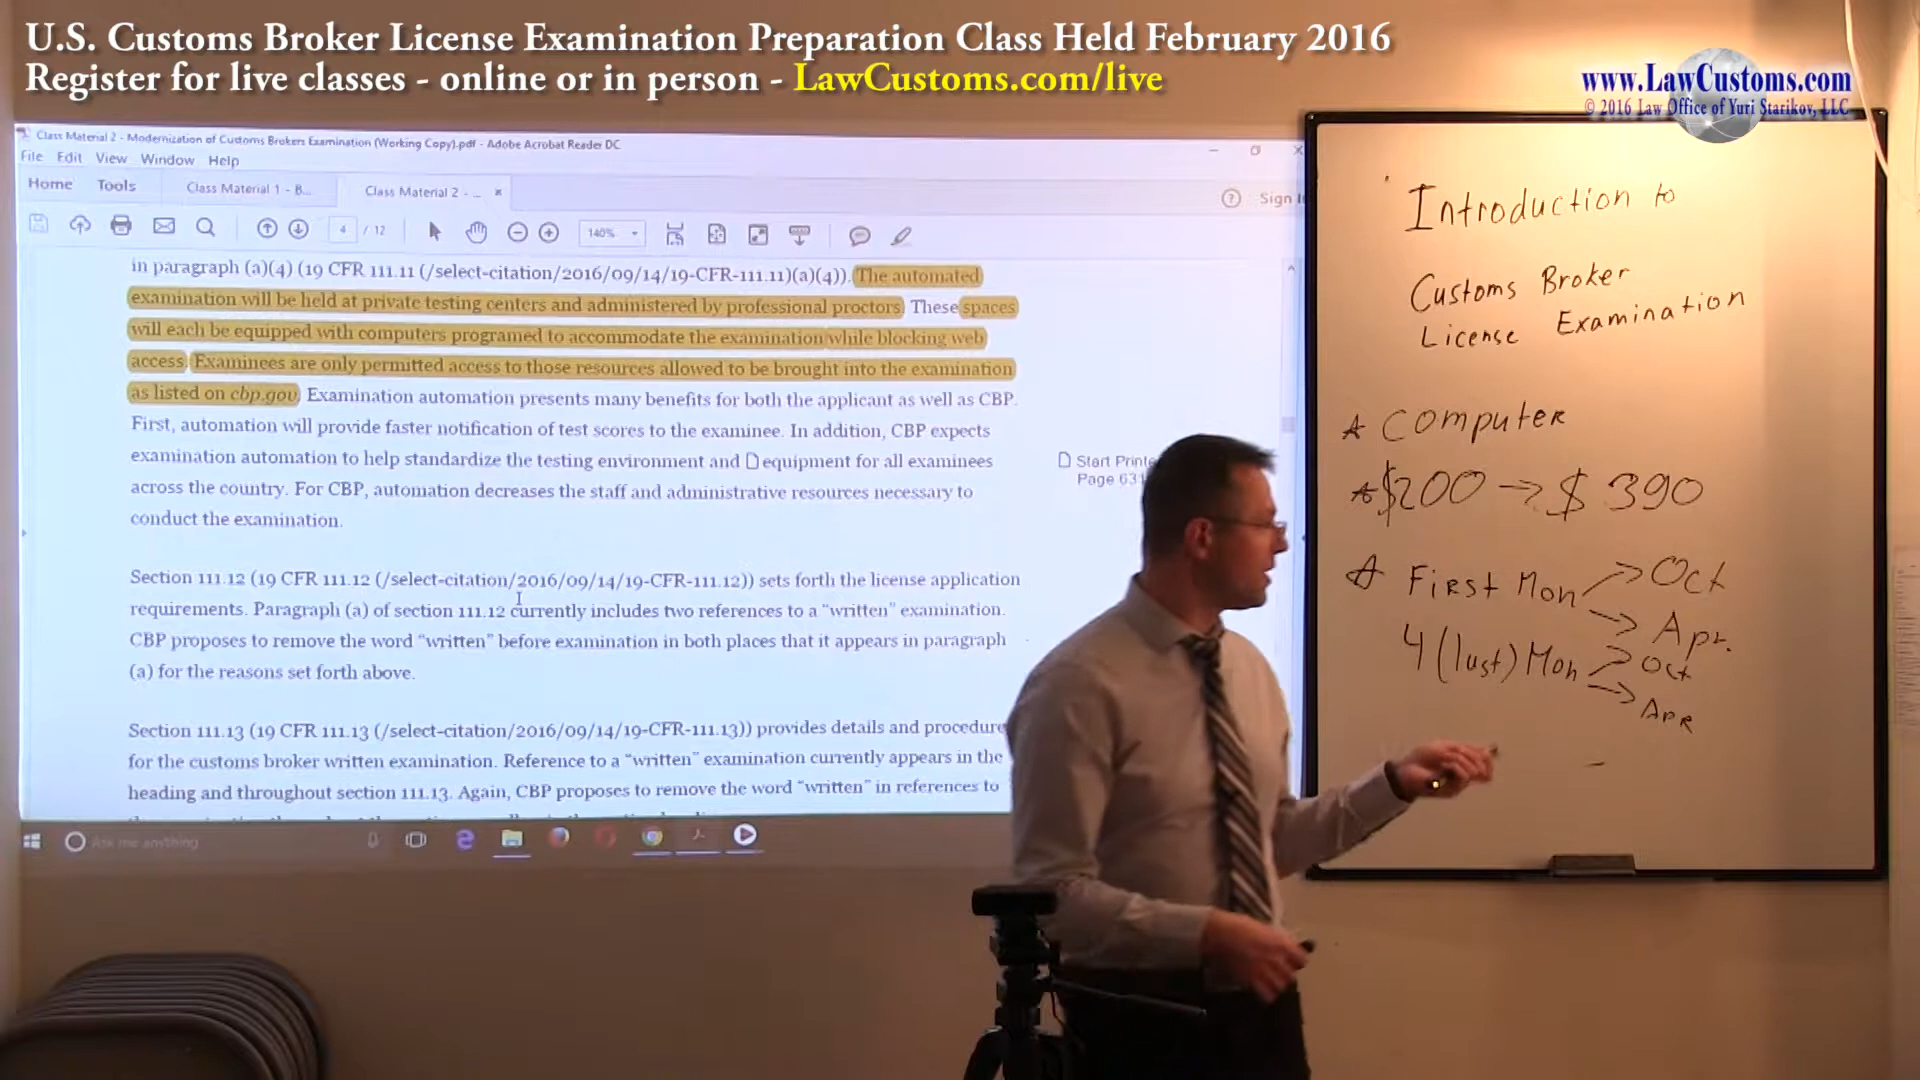 U.S. Customs Broker License Examination Preparation Class Held February 2016
Register for live classes - online or in person - LawCustoms.com/live
www.LawCustoms.com
© 2016 Law Office of Yuri Starikov, LLC
Class Material 2 - Modernization of Customs Brokers Examination (Working Copy).pdf - Adobe Acrobat Reader DC
File Edit View Window Help
Home Tools Class Material 1 - B... Class Material 2 - ... × Sign I
4 / 12 140%
in paragraph (a)(4) (19 CFR 111.11 (/select-citation/2016/09/14/19-CFR-111.11)(a)(4)). The automated
examination will be held at private testing centers and administered by professional proctors. These spaces
will each be equipped with computers programed to accommodate the examination while blocking web
access. Examinees are only permitted access to those resources allowed to be brought into the examination
as listed on cbp.gov. Examination automation presents many benefits for both the applicant as well as CBP.
First, automation will provide faster notification of test scores to the examinee. In addition, CBP expects
examination automation to help standardize the testing environment and equipment for all examinees
across the country. For CBP, automation decreases the staff and administrative resources necessary to
conduct the examination.
Start Printe
Page 631
Section 111.12 (19 CFR 111.12 (/select-citation/2016/09/14/19-CFR-111.12)) sets forth the license application
requirements. Paragraph (a) of section 111.12 currently includes two references to a “written” examination.
CBP proposes to remove the word “written” before examination in both places that it appears in paragraph
(a) for the reasons set forth above.
Section 111.13 (19 CFR 111.13 (/select-citation/2016/09/14/19-CFR-111.13)) provides details and procedure
for the customs broker written examination. Reference to a “written” examination currently appears in the
heading and throughout section 111.13. Again, CBP proposes to remove the word “written” in references to
Ask me anything
Introduction to
Customs Broker
License Examination
Computer
$200 → $390
First Mon → Oct
→ Apr.
4 (last) Mon → Oct
→ Apr